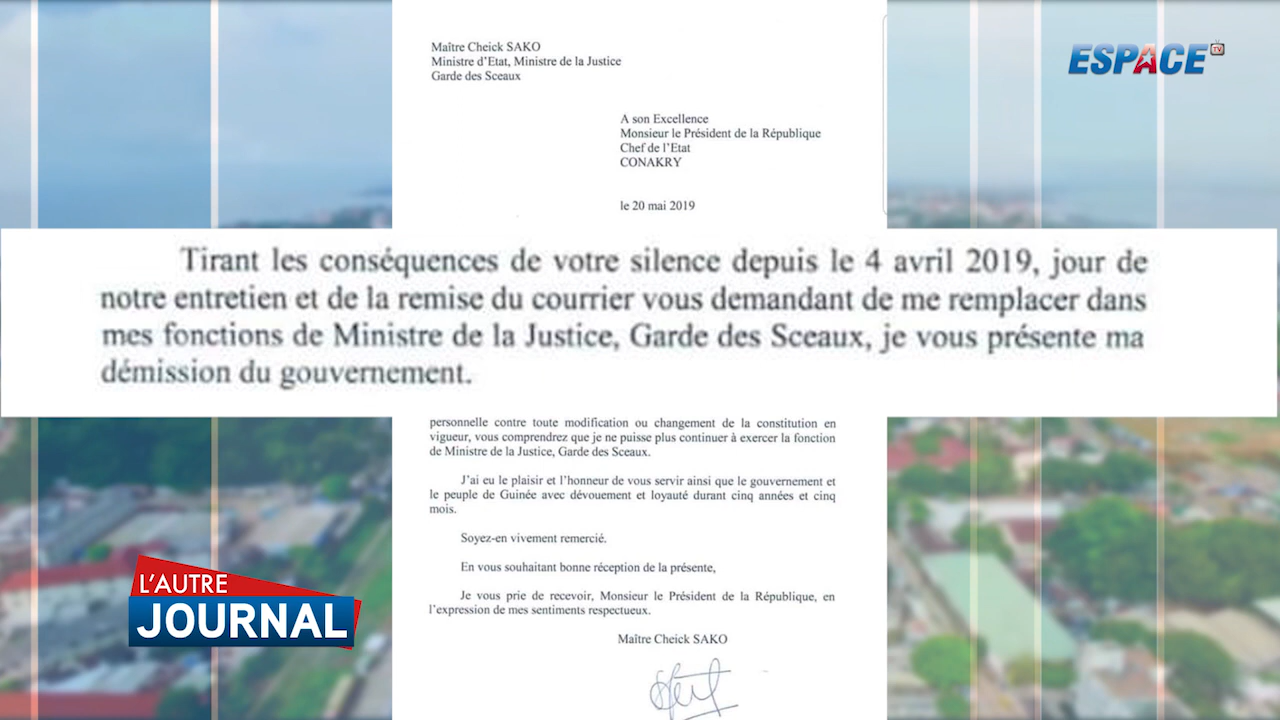 Maître Cheick SAKO
Ministre d'Etat, Ministre de la Justice
Garde des Sceaux
ESPACE TV
A son Excellence
Monsieur le Président de la République
Chef de l'Etat
CONAKRY
le 20 mai 2019
Tirant les conséquences de votre silence depuis le 4 avril 2019, jour de
notre entretien et de la remise du courrier vous demandant de me remplacer dans
mes fonctions de Ministre de la Justice, Garde des Sceaux, je vous présente ma
démission du gouvernement.
personnelle contre toute modification ou changement de la constitution en
vigueur, vous comprendrez que je ne puisse plus continuer à exercer la fonction
de Ministre de la Justice, Garde des Sceaux.
J'ai eu le plaisir et l'honneur de vous servir ainsi que le gouvernement et
le peuple de Guinée avec dévouement et loyauté durant cinq années et cinq
mois.
Soyez-en vivement remercié.
En vous souhaitant bonne réception de la présente,
Je vous prie de recevoir, Monsieur le Président de la République, en
l'expression de mes sentiments respectueux.
Maître Cheick SAKO
L'AUTRE
JOURNAL